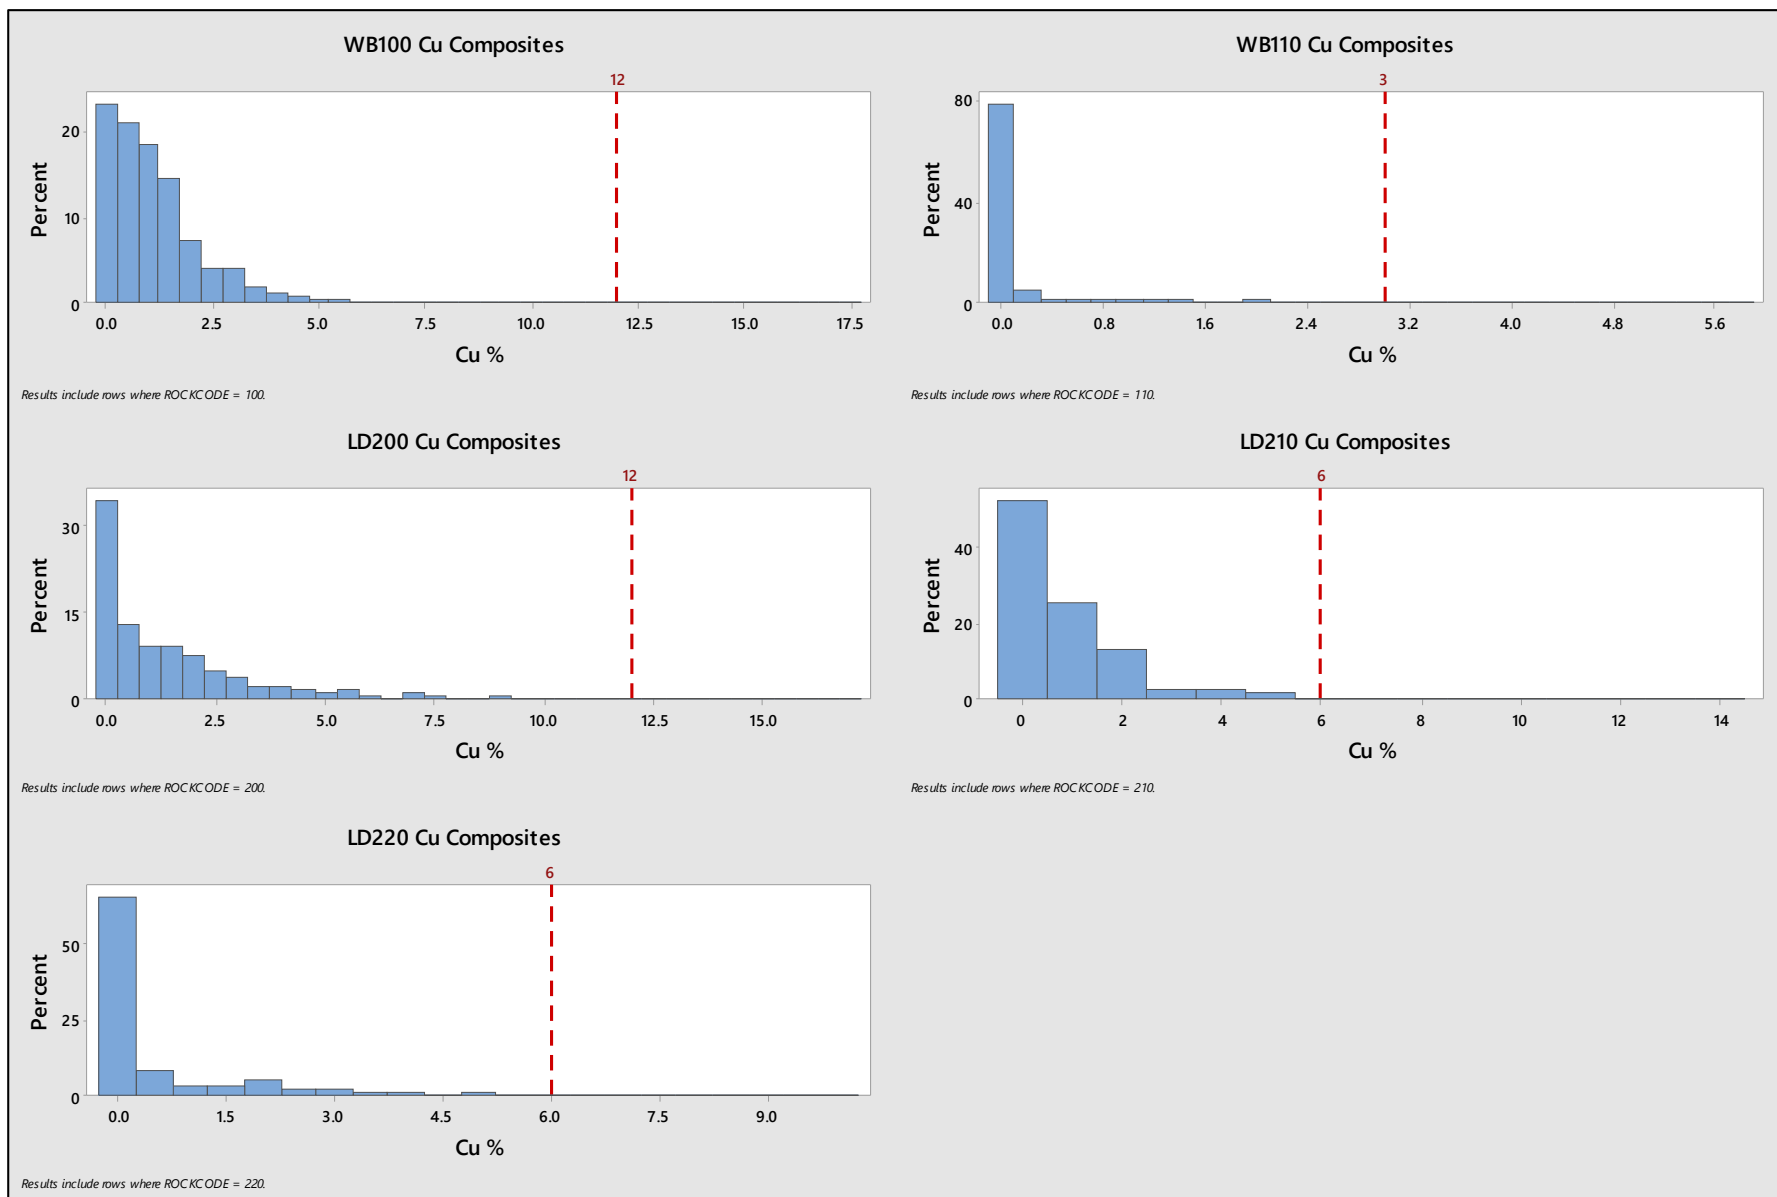 WB100 Cu Composites
12
20
10
0
Percent
0.0 2.5 5.0 7.5 10.0 12.5 15.0 17.5
Cu %
Results include rows where ROCKCODE = 100.
WB110 Cu Composites
3
80
40
0
Percent
0.0 0.8 1.6 2.4 3.2 4.0 4.8 5.6
Cu %
Results include rows where ROCKCODE = 110.
LD200 Cu Composites
12
30
15
0
Percent
0.0 2.5 5.0 7.5 10.0 12.5 15.0
Cu %
Results include rows where ROCKCODE = 200.
LD210 Cu Composites
6
40
20
0
Percent
0 2 4 6 8 10 12 14
Cu %
Results include rows where ROCKCODE = 210.
LD220 Cu Composites
6
50
25
0
Percent
0.0 1.5 3.0 4.5 6.0 7.5 9.0
Cu %
Results include rows where ROCKCODE = 220.